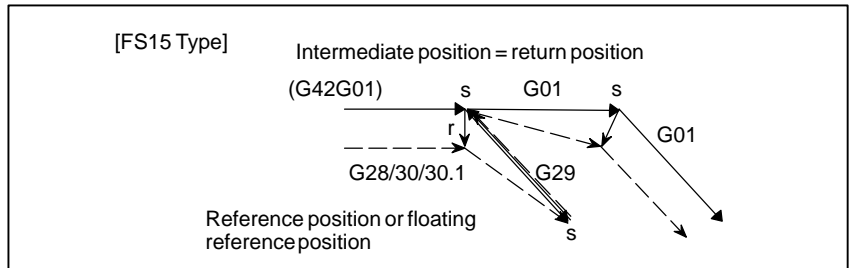 [FS15 Type]
Intermediate position = return position
(G42G01)
s
G01
s
r
G01
G28/30/30.1
G29
Reference position or floating
reference position
s